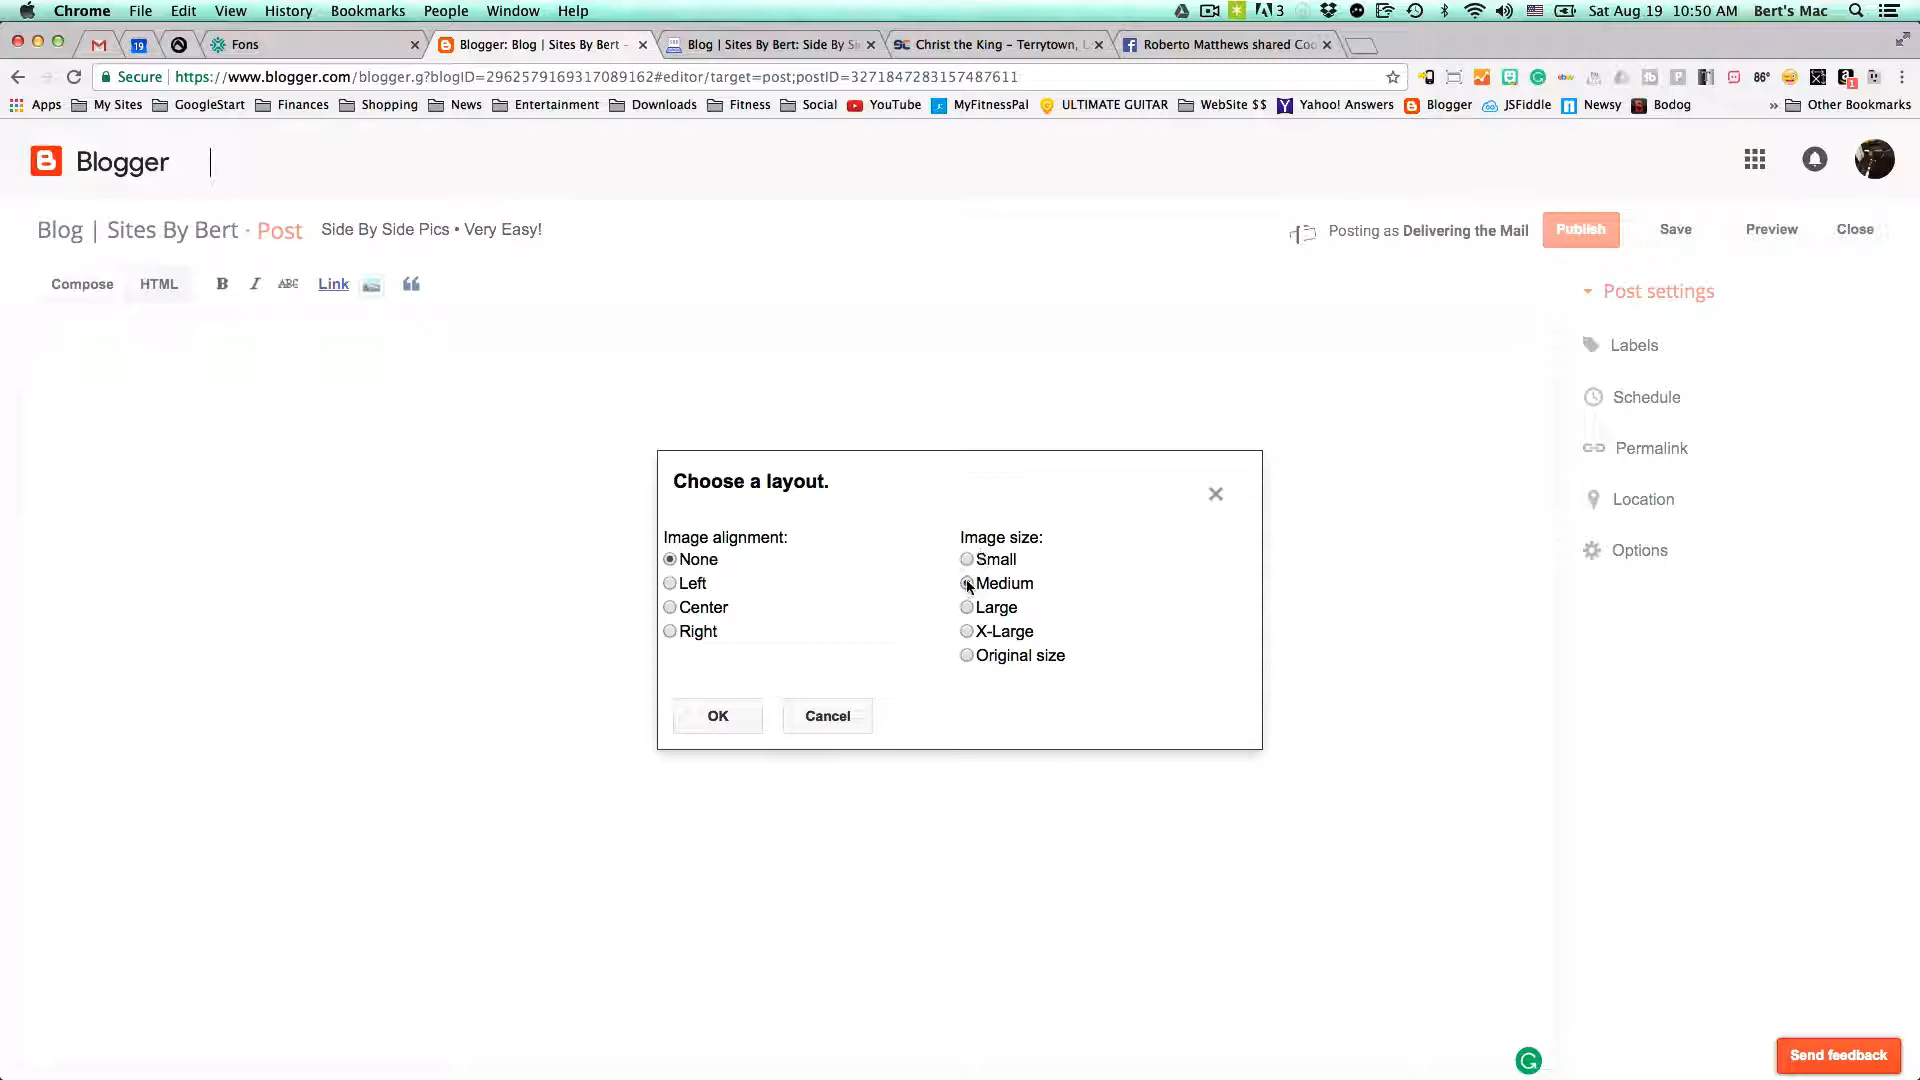 Chrome File Edit View History Bookmarks People Window Help 3 Sat Aug 19 10:50 AM Bert's Mac
19 Fons Blogger: Blog | Sites By Bert - Blog | Sites By Bert: Side By Si Christ the King – Terrytown, L Roberto Matthews shared Coo
Secure https://www.blogger.com/blogger.g?blogID=2962579169317089162#editor/target=post;postID=3271847283157487611 86° 1
Apps My Sites GoogleStart Finances Shopping News Entertainment Downloads Fitness Social YouTube MyFitnessPal ULTIMATE GUITAR WebSite $$ Yahoo! Answers Blogger JSFiddle Newsy Bodog » Other Bookmarks
Blogger
Blog | Sites By Bert · Post Side By Side Pics • Very Easy! Posting as Delivering the Mail Publish Save Preview Close
Compose HTML B I ABC Link
Post settings
Labels
Schedule
Permalink
Location
Options
Choose a layout.
Image alignment: Image size:
None Small
Left Medium
Center Large
Right X-Large
Original size
OK Cancel
Send feedback